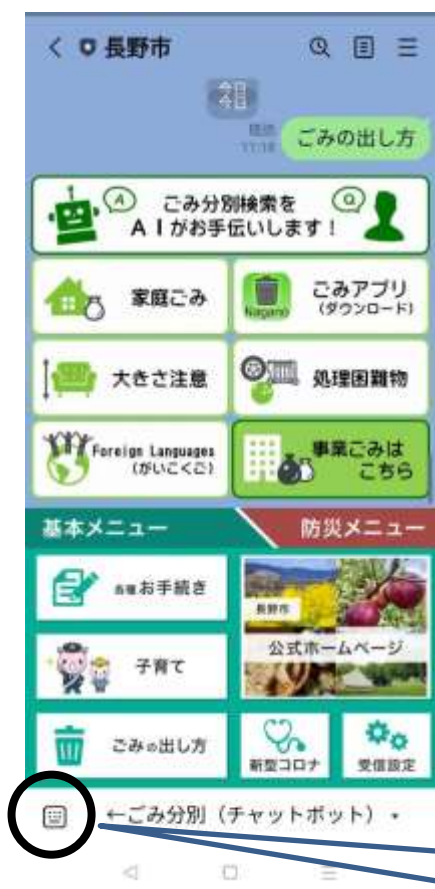 長野市
今日
既読
11:18
ごみの出し方
A
Q
ごみ分別検索を
AIがお手伝いします！
家庭ごみ
Nagano
ごみアプリ
(ダウンロード)
大きさ注意
処理困難物
Foreign Languages
(がいこくご)
事業ごみは
こちら
基本メニュー
防災メニュー
各種お手続き
長野市
公式ホームページ
子育て
ごみの出し方
新型コロナ
受信設定
←ごみ分別（チャットボット）